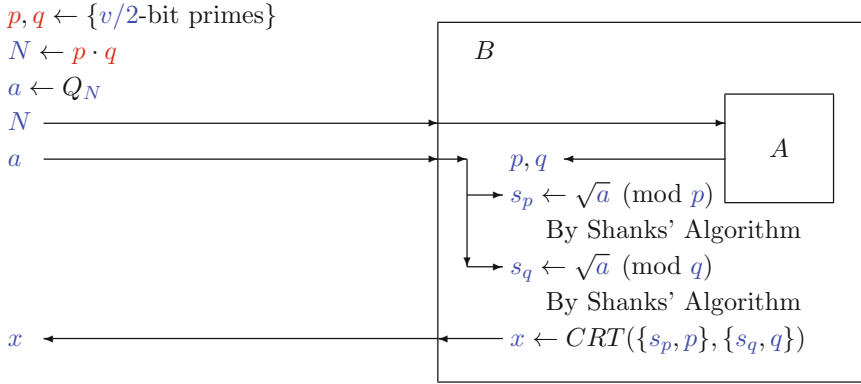 p, q ← {v/2-bit primes}
N ← p · q
B
a ← Q_N
N
A
a
p, q
s_p ← √a (mod p)
By Shanks' Algorithm
s_q ← √a (mod q)
By Shanks' Algorithm
x
x ← CRT({s_p, p}, {s_q, q})